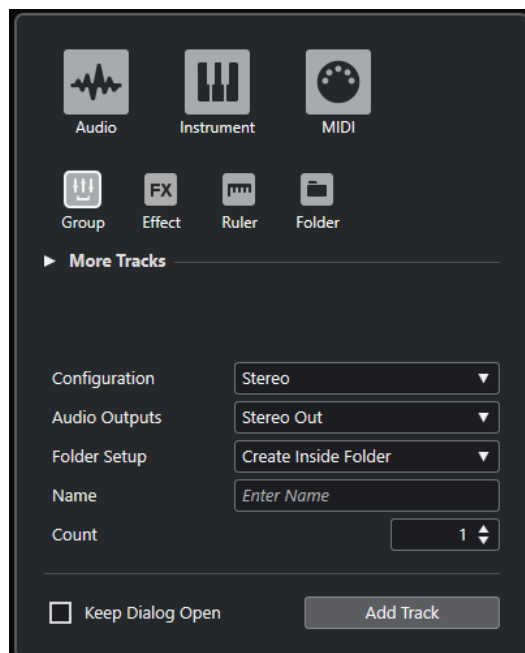 Audio Instrument MIDI
FX
Group Effect Ruler Folder
More Tracks
Configuration Stereo
Audio Outputs Stereo Out
Folder Setup Create Inside Folder
Name Enter Name
Count 1
Keep Dialog Open Add Track